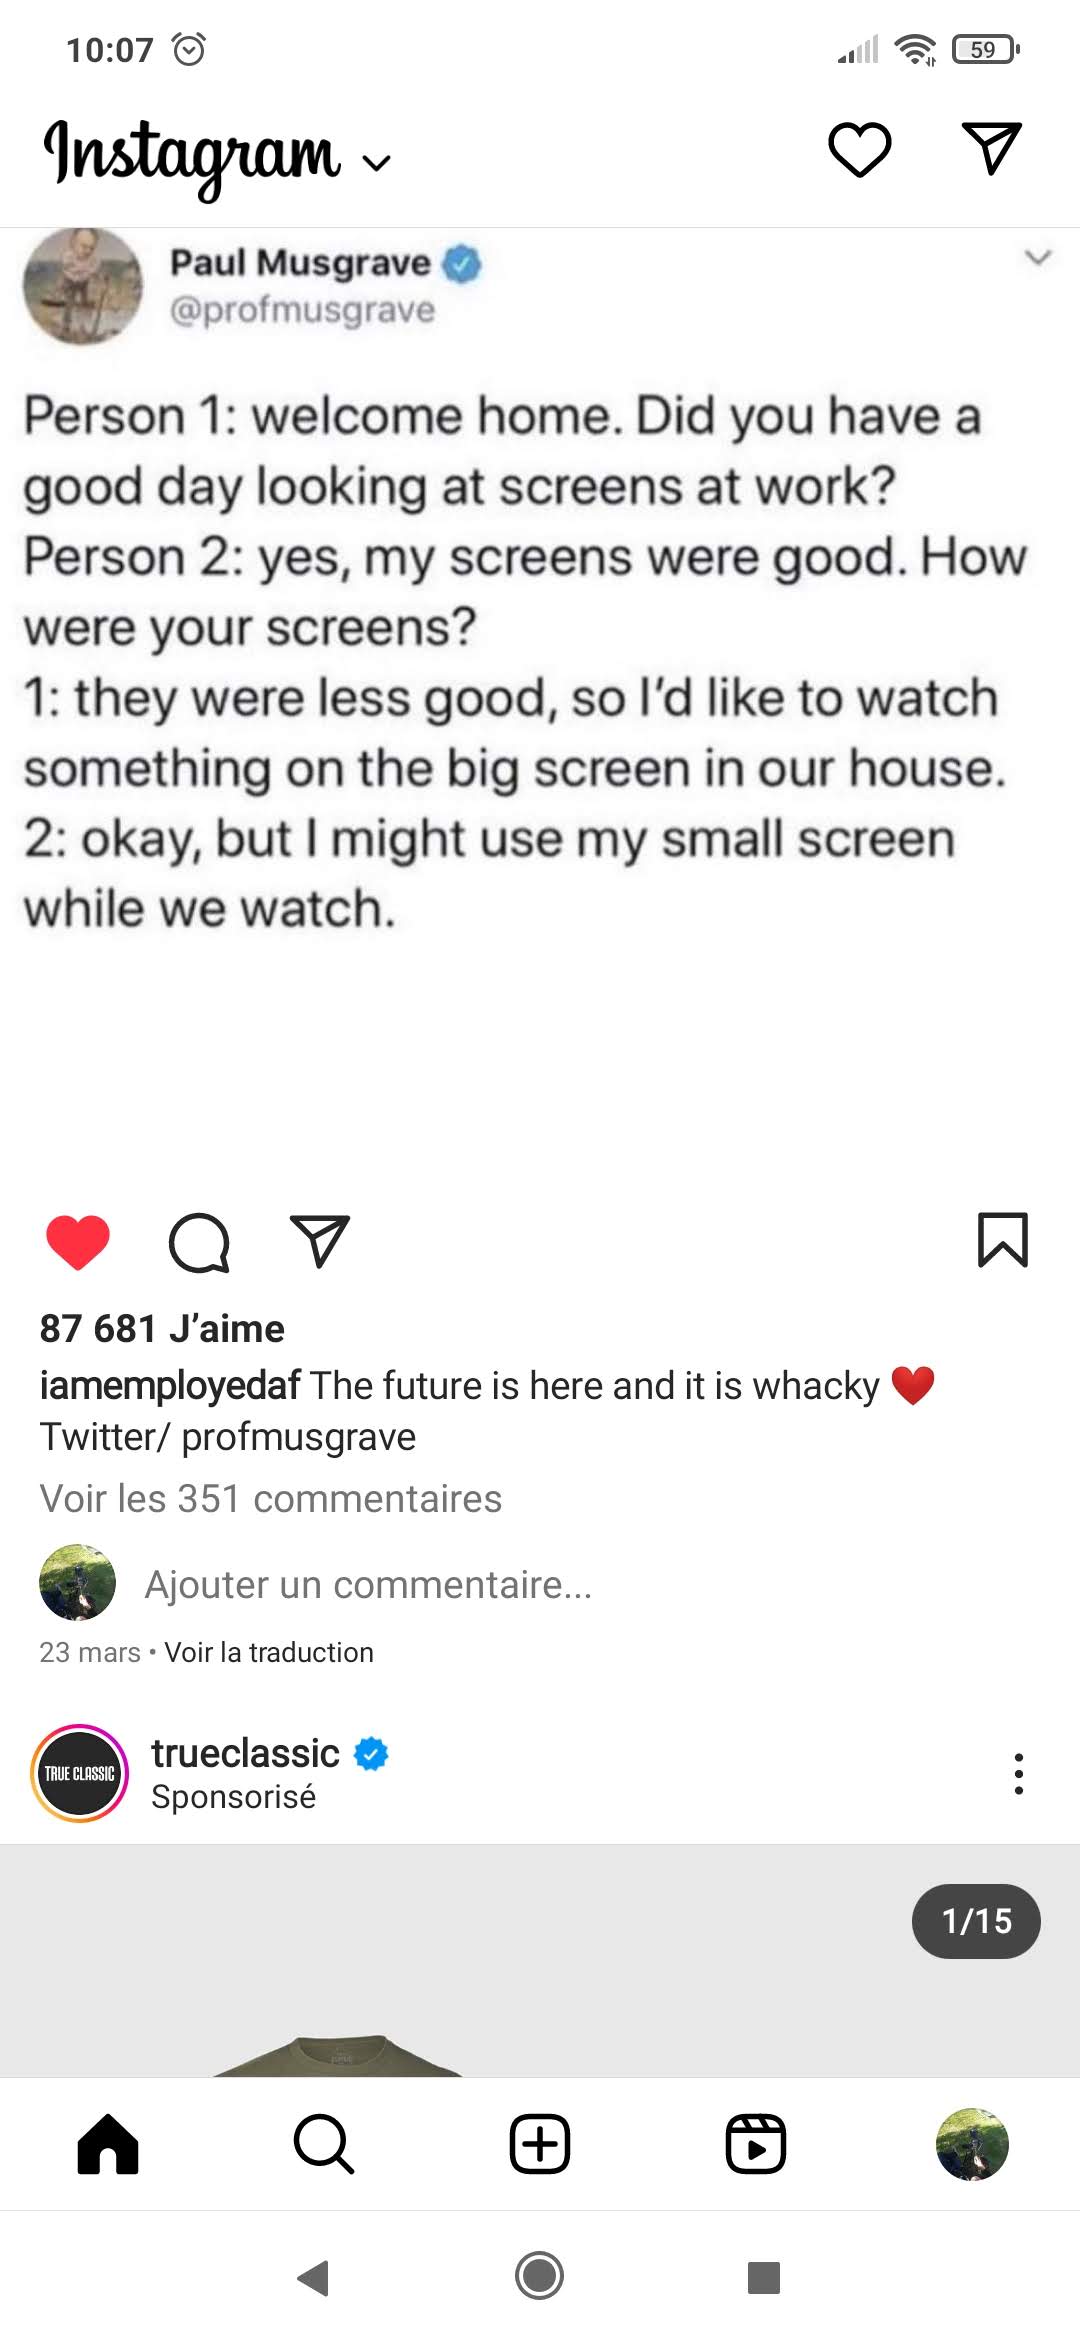 10:07
59
Instagram
Paul Musgrave
@profmusgrave
Person 1: welcome home. Did you have a
good day looking at screens at work?
Person 2: yes, my screens were good. How
were your screens?
1: they were less good, so I'd like to watch
something on the big screen in our house.
2: okay, but I might use my small screen
while we watch.
87 681 J’aime
iamemployedaf The future is here and it is whacky ❤️
Twitter/ profmusgrave
Voir les 351 commentaires
Ajouter un commentaire...
23 mars • Voir la traduction
TRUE CLASSIC
trueclassic
Sponsorisé
1/15